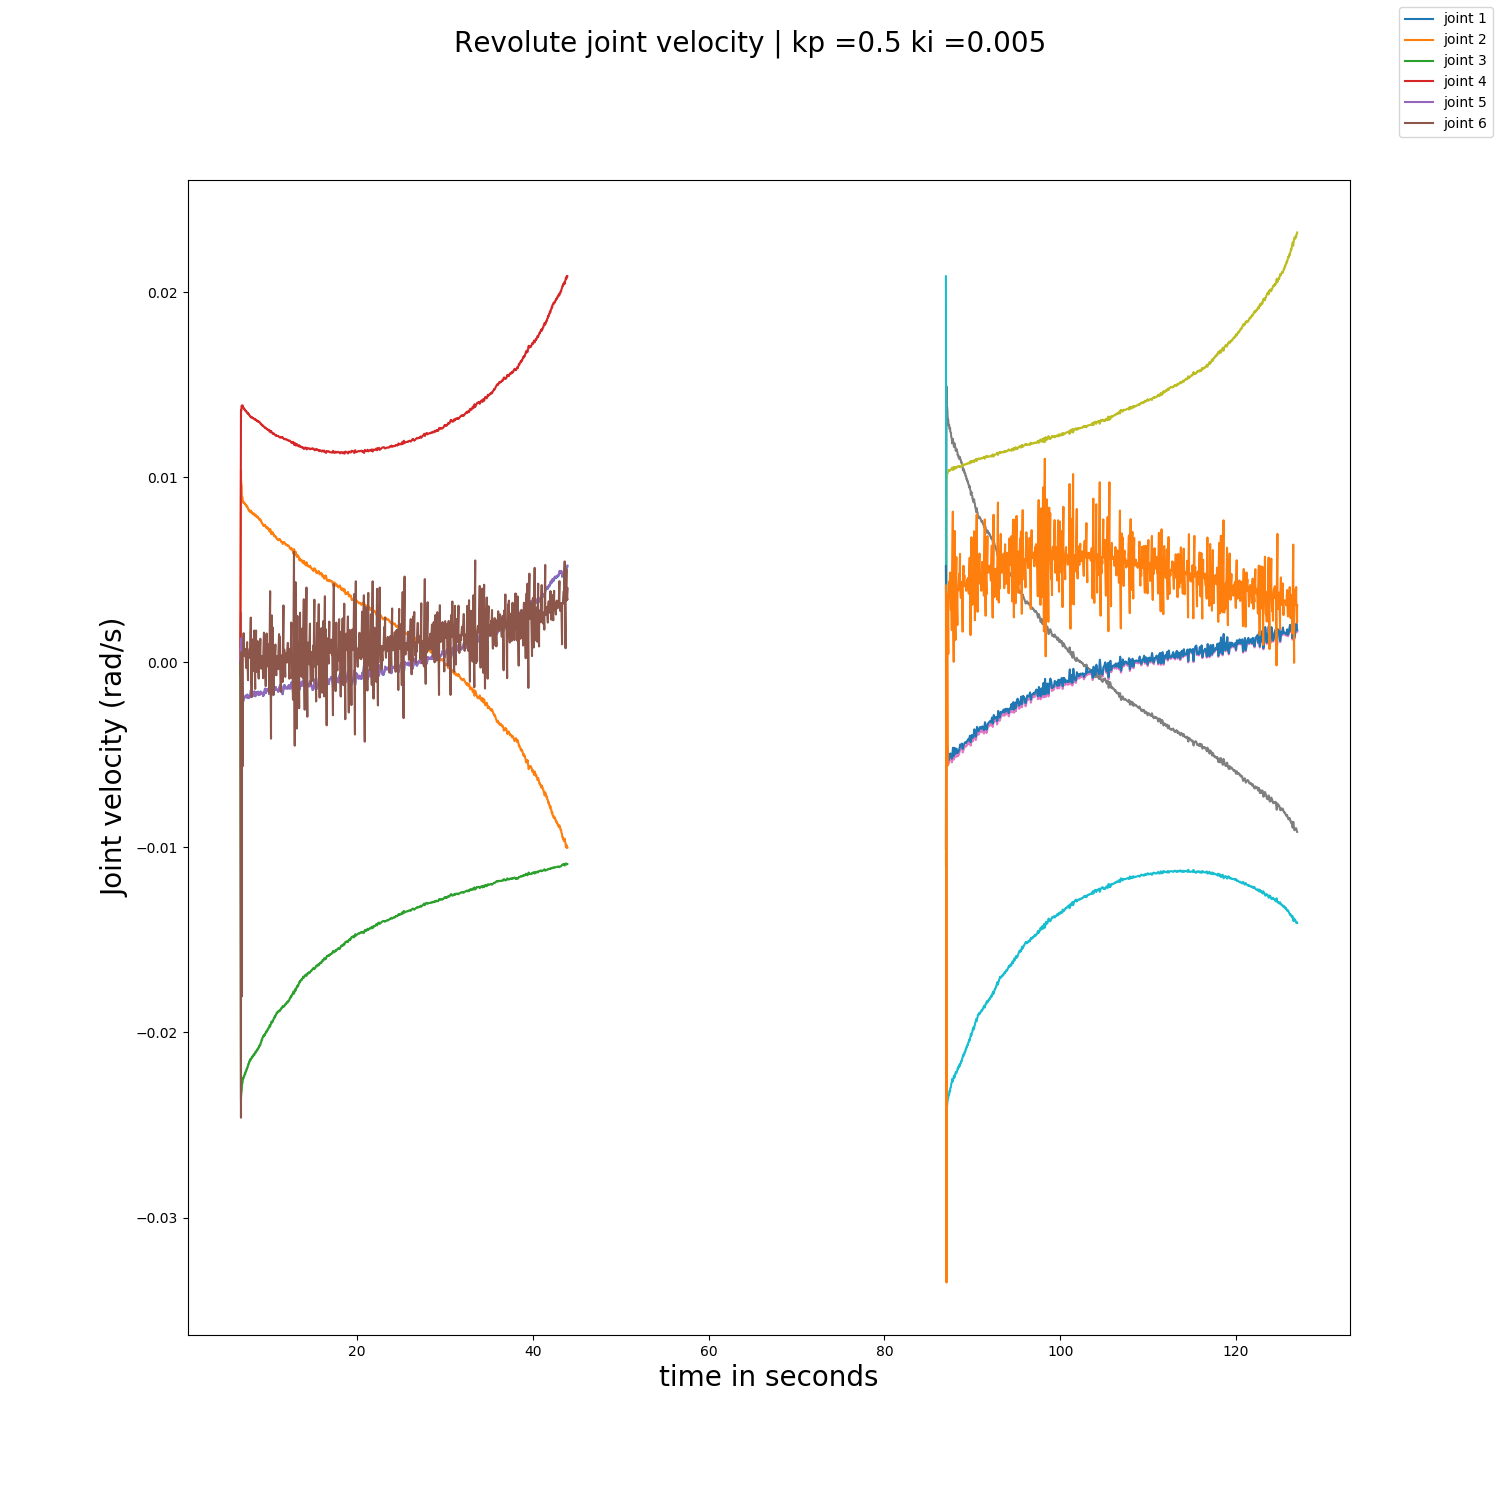 Revolute joint velocity | kp =0.5 ki =0.005
joint 1
joint 2
joint 3
joint 4
joint 5
joint 6
Joint velocity (rad/s)
0.02
0.01
0.00
−0.01
−0.02
−0.03
20 40 60 80 100 120
time in seconds